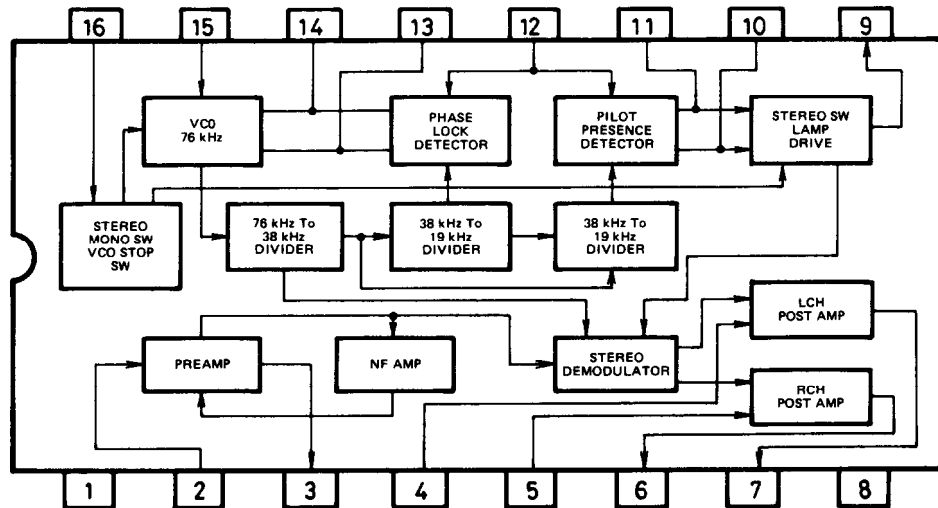 16 15 14 13 12 11 10 9
VCO
76 kHz
PHASE
LOCK
DETECTOR
PILOT
PRESENCE
DETECTOR
STEREO SW
LAMP
DRIVE
STEREO
MONO SW
VCO STOP
SW
76 kHz To
38 kHz
DIVIDER
38 kHz
To
19 kHz
DIVIDER
38 kHz To
19 kHz
DIVIDER
PREAMP
NF AMP
STEREO
DEMODULATOR
LCH
POST AMP
RCH
POST AMP
1 2 3 4 5 6 7 8